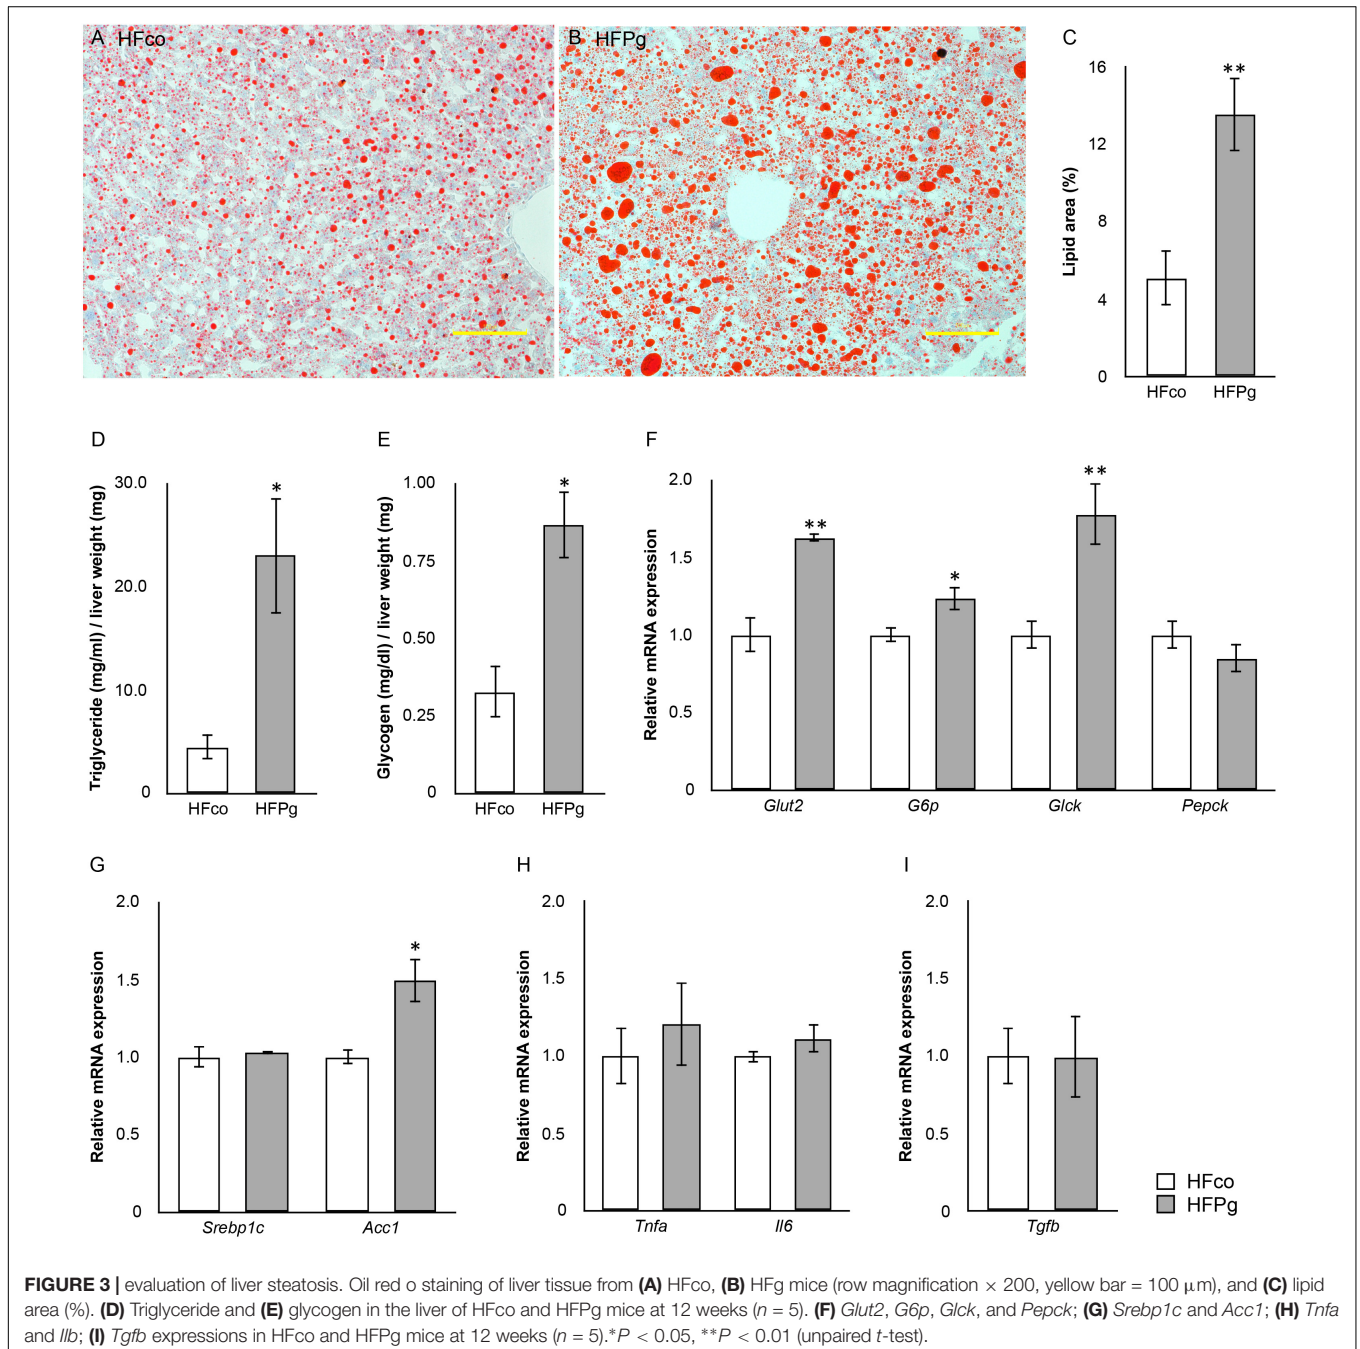 A HFco
B HFPg
C
Lipid area (%)
16
12
8
4
0
**
HFco HFPg
D
Triglyceride (mg/ml) / liver weight (mg)
30.0
20.0
10.0
0
*
HFco HFPg
E
Glycogen (mg/dl) / liver weight (mg)
1.00
0.75
0.50
0.25
0
*
HFco HFPg
F
Relative mRNA expression
2.0
1.5
1.0
0.5
0
**
*
**
Glut2 G6p Glck Pepck
G
Relative mRNA expression
2.0
1.5
1.0
0.5
0
*
Srebp1c Acc1
H
Relative mRNA expression
2.0
1.5
1.0
0.5
0
Tnfa Il6
I
Relative mRNA expression
2.0
1.5
1.0
0.5
0
Tgfb
HFco
HFPg
FIGURE 3 | evaluation of liver steatosis. Oil red o staining of liver tissue from (A) HFco, (B) HFg mice (row magnification × 200, yellow bar = 100 μm), and (C) lipid
area (%). (D) Triglyceride and (E) glycogen in the liver of HFco and HFPg mice at 12 weeks (n = 5). (F) Glut2, G6p, Glck, and Pepck; (G) Srebp1c and Acc1; (H) Tnfa
and Ilb; (I) Tgfb expressions in HFco and HFPg mice at 12 weeks (n = 5).*P < 0.05, **P < 0.01 (unpaired t-test).